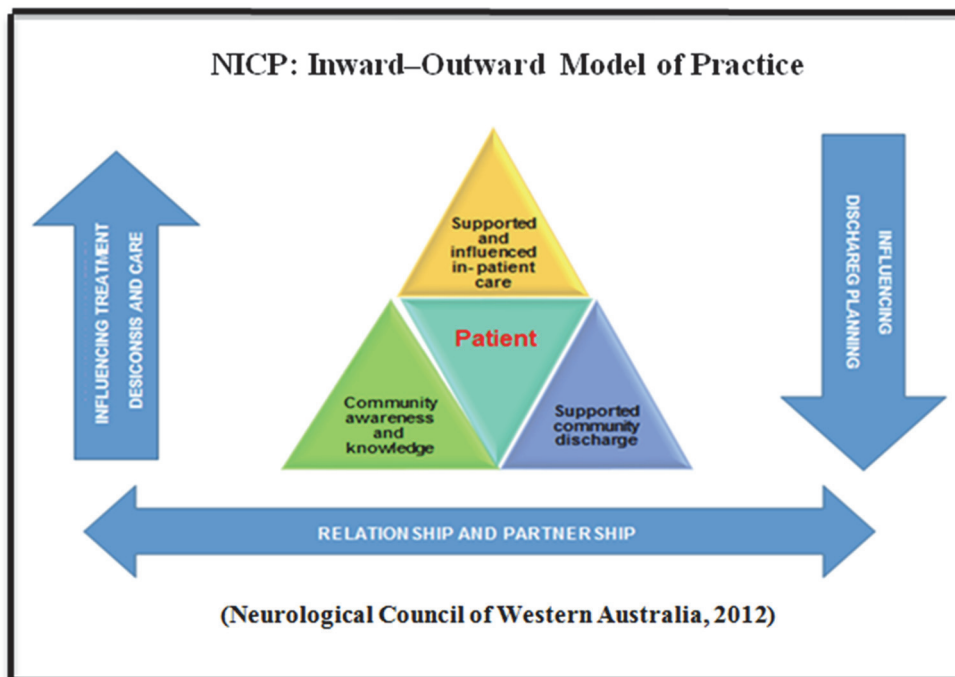 NICP: Inward–Outward Model of Practice
INFLUENCING TREATMENT
DESICONSIS AND CARE
Supported
and
influenced
in- patient
care
Patient
Community
awareness
and
knowledge
Supported
community
discharge
INFLUENCING
DISCHAREG PLANNING
RELATIONSHIP AND PARTNERSHIP
(Neurological Council of Western Australia, 2012)